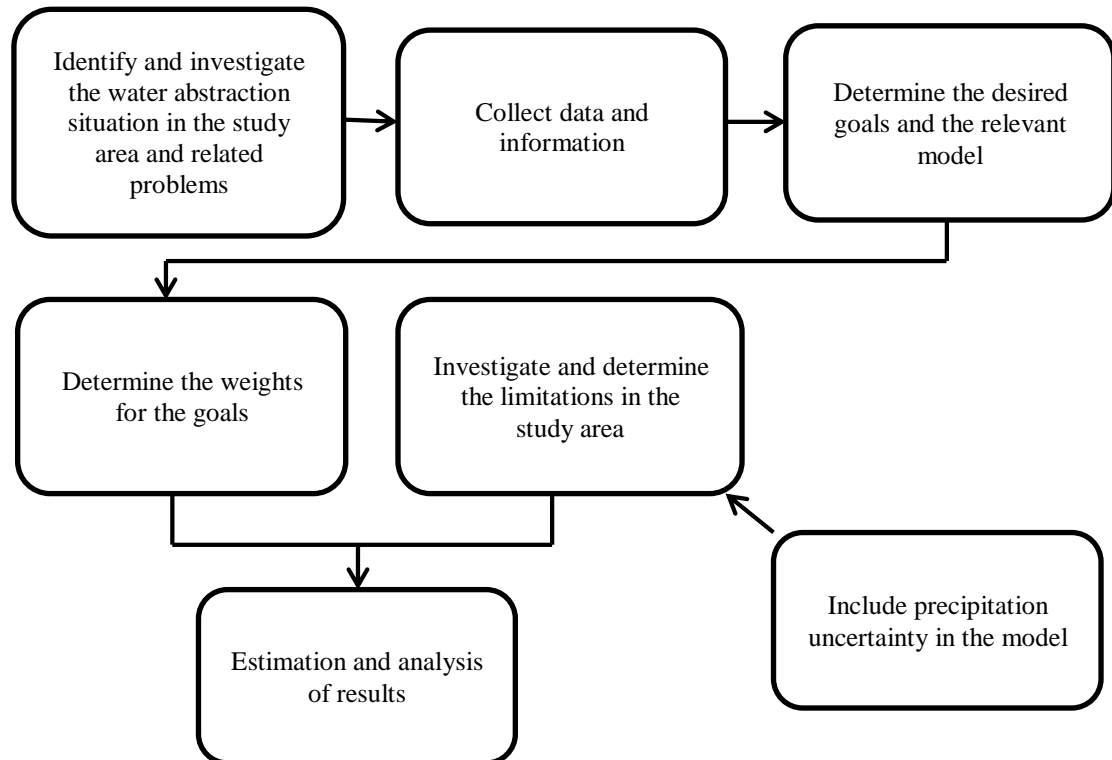 Identify and investigate
the water abstraction
situation in the study
area and related
problems
Collect data and
information
Determine the desired
goals and the relevant
model
Determine the weights
for the goals
Investigate and determine
the limitations in the
study area
Include precipitation
uncertainty in the model
Estimation and analysis
of results